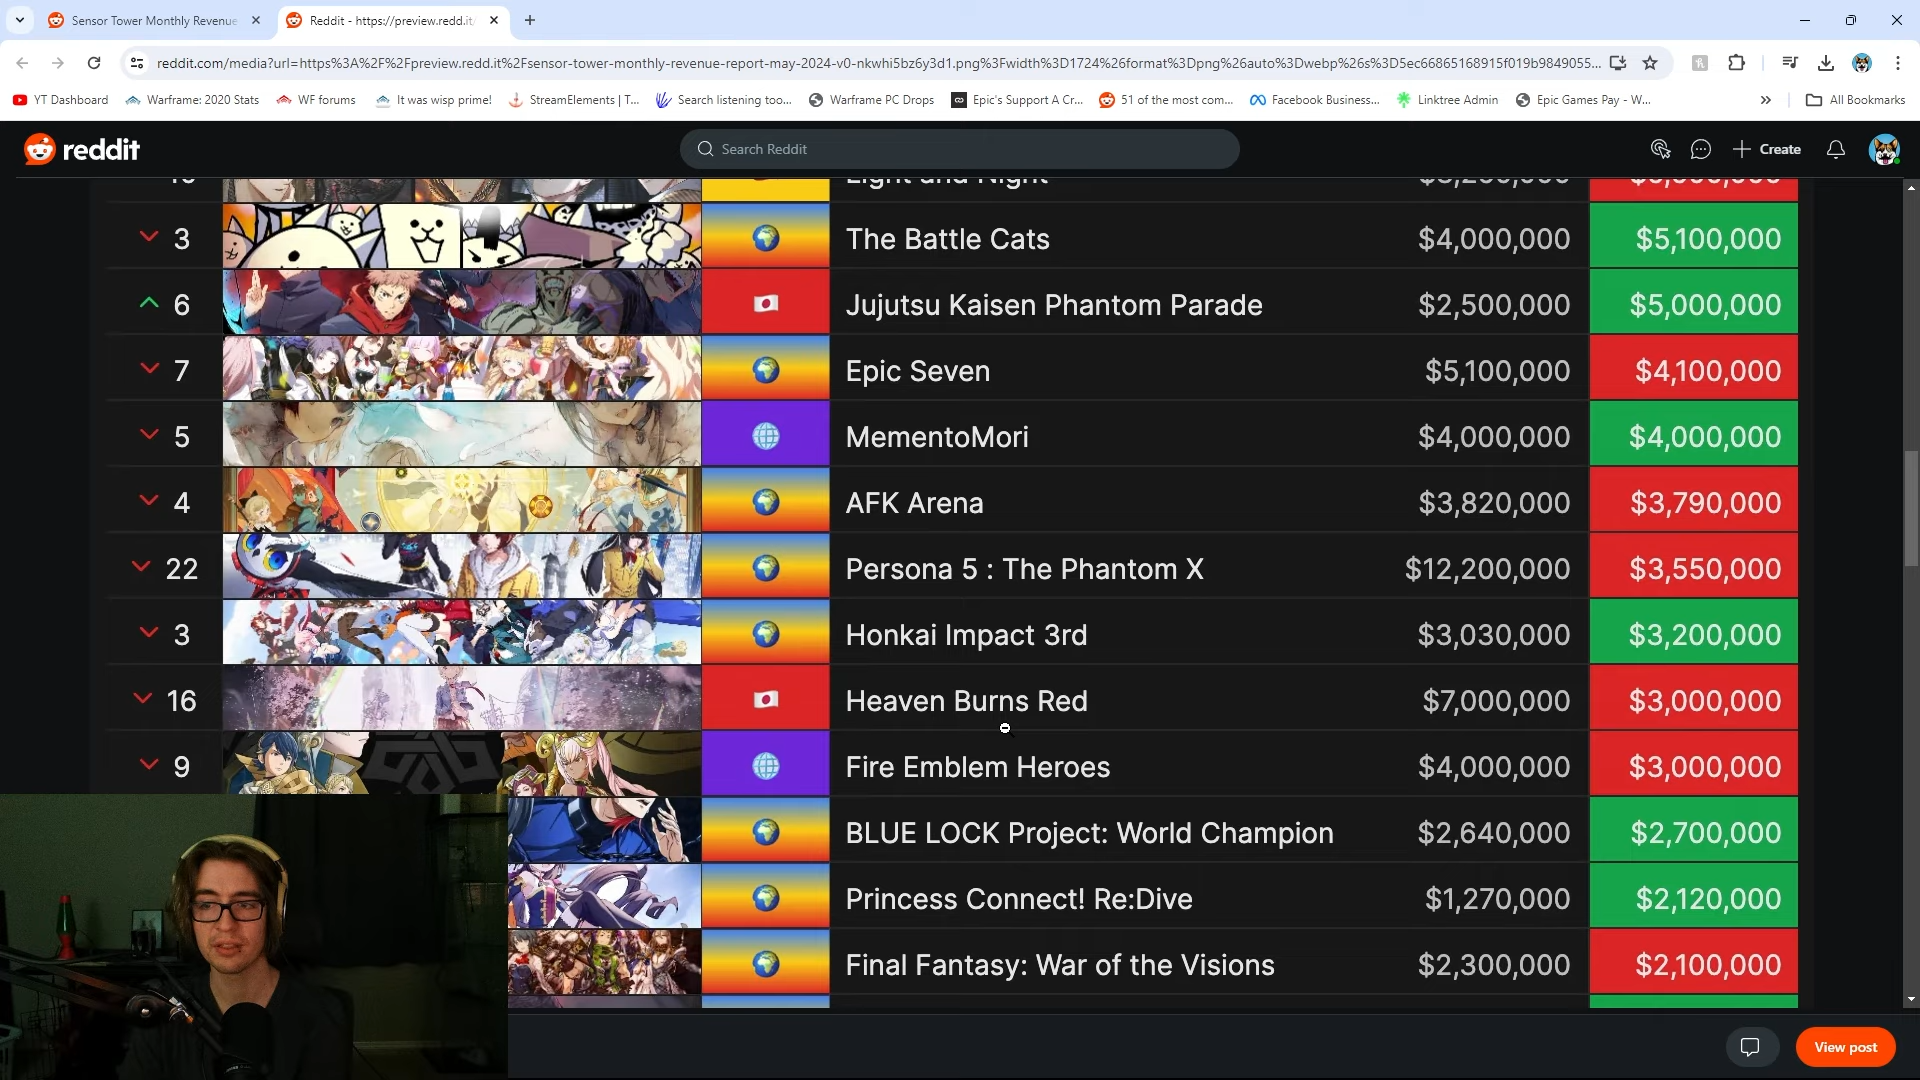 Sensor Tower Monthly Revenue
Reddit - https://preview.redd.it/
reddit.com/media?url=https%3A%2F%2Fpreview.redd.it%2Fsensor-tower-monthly-revenue-report-may-2024-v0-nkwhi5bz6y3d1.png%3Fwidth%3D1724%26format%3Dpng%26auto%3Dwebp%26s%3D5ec66865168915f019b9849055...
YT Dashboard Warframe: 2020 Stats WF forums It was wisp prime! StreamElements | T... Search listening too... Warframe PC Drops Epic's Support A Cr... 51 of the most com... Facebook Business... Linktree Admin Epic Games Pay - W... » All Bookmarks
reddit Search Reddit Create
Light and Night
3 The Battle Cats $4,000,000 $5,100,000
6 Jujutsu Kaisen Phantom Parade $2,500,000 $5,000,000
7 Epic Seven $5,100,000 $4,100,000
5 MementoMori $4,000,000 $4,000,000
4 AFK Arena $3,820,000 $3,790,000
22 Persona 5 : The Phantom X $12,200,000 $3,550,000
3 Honkai Impact 3rd $3,030,000 $3,200,000
16 Heaven Burns Red $7,000,000 $3,000,000
9 Fire Emblem Heroes $4,000,000 $3,000,000
BLUE LOCK Project: World Champion $2,640,000 $2,700,000
Princess Connect! Re:Dive $1,270,000 $2,120,000
Final Fantasy: War of the Visions $2,300,000 $2,100,000
View post